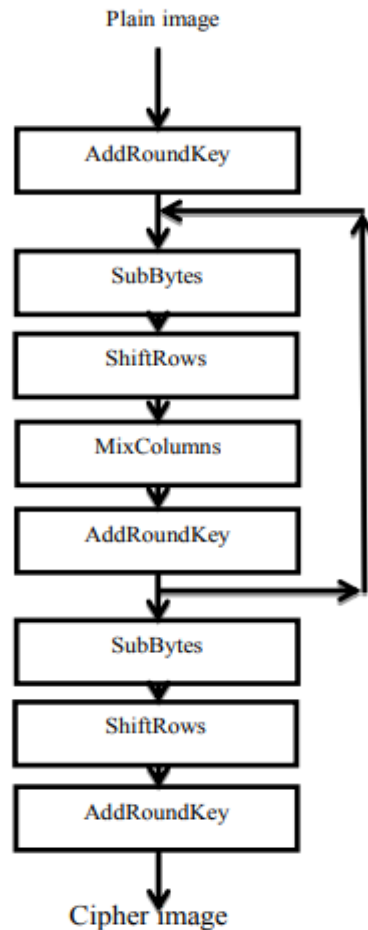 Plain image
AddRoundKey
SubBytes
ShiftRows
MixColumns
AddRoundKey
SubBytes
ShiftRows
AddRoundKey
Cipher image